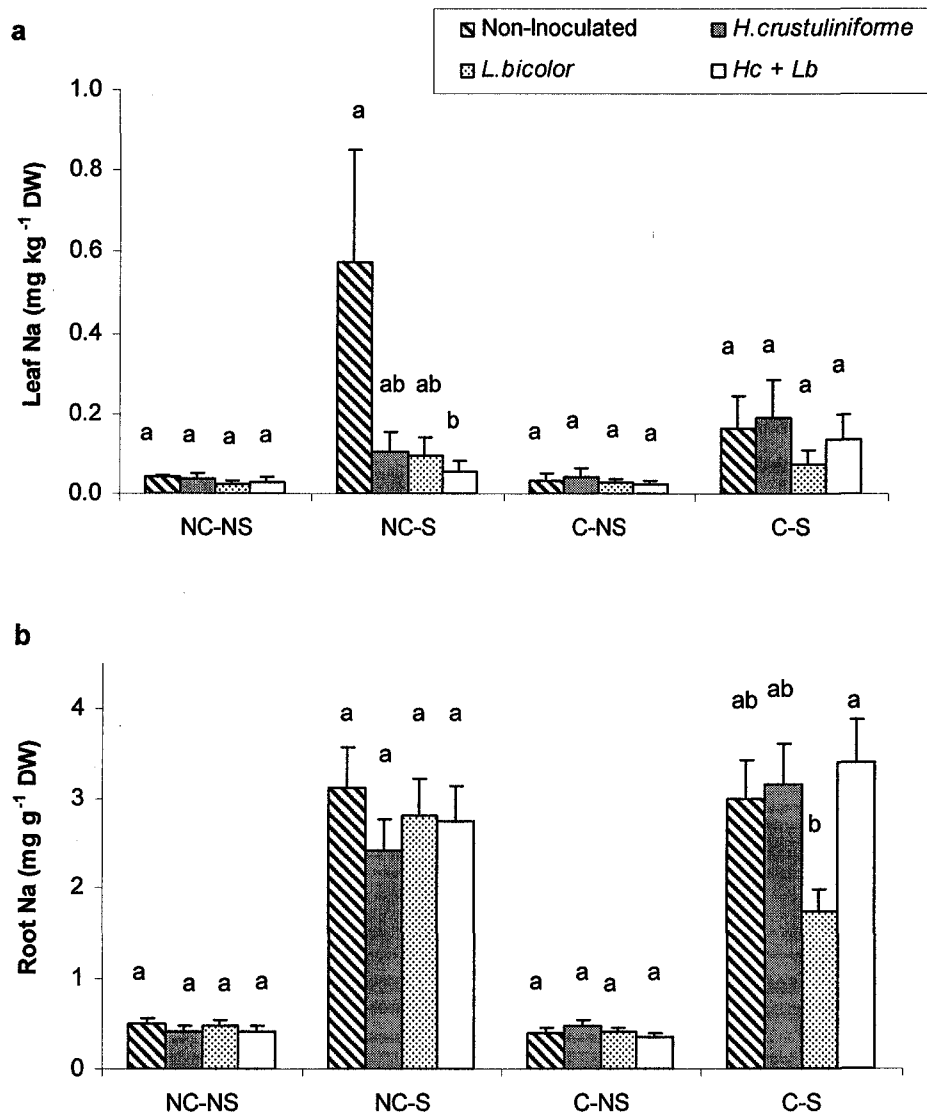 a
Non-Inoculated H.crustuliniforme
L.bicolor Hc + Lb
Leaf Na (mg kg-1 DW)
1.0
0.8
0.6
0.4
0.2
0.0
a a a a
a ab ab b
a a a a
a a a a
NC-NS NC-S C-NS C-S
b
Root Na (mg g-1 DW)
4
3
2
1
0
a a a a
a a a a
a a a a
ab ab b a
NC-NS NC-S C-NS C-S